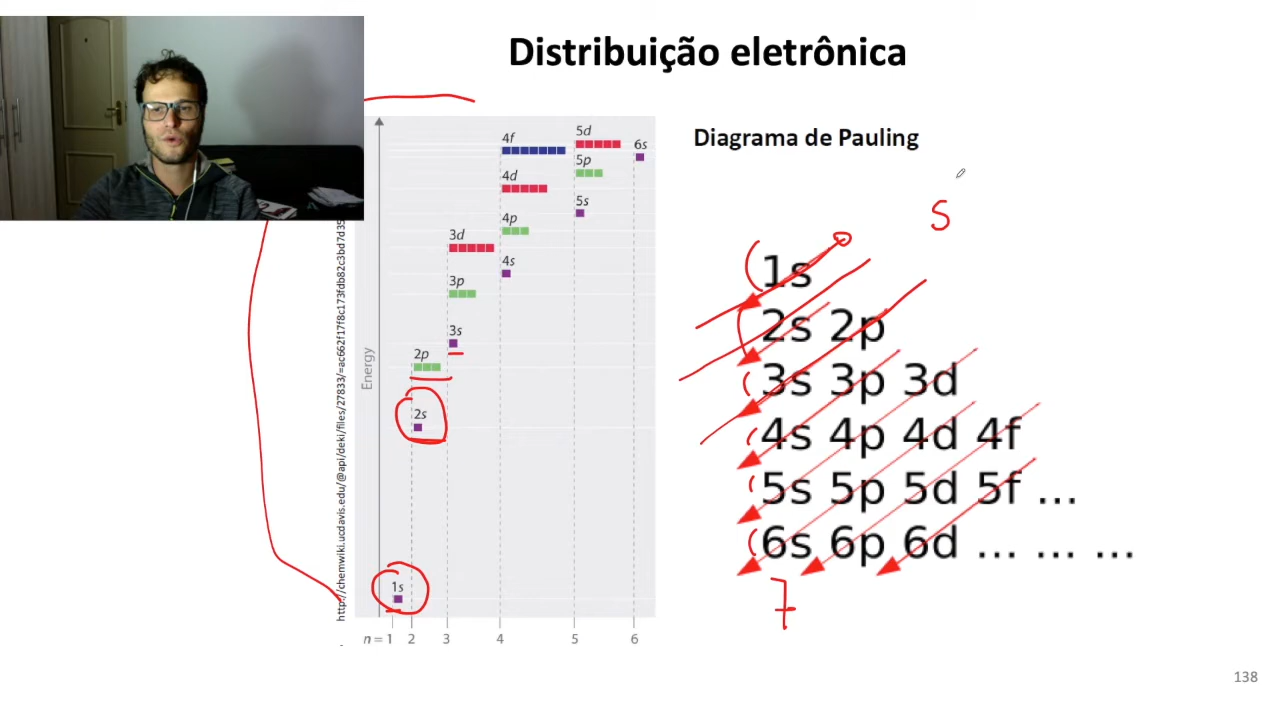 Distribuição eletrônica
Diagrama de Pauling
4f
5d
6s
5p
4d
5s
4p
3d
4s
3p
3s
2p
2s
1s
Energy
n = 1 2 3 4 5 6
S
1s
2s 2p
3s 3p 3d
4s 4p 4d 4f
5s 5p 5d 5f ...
6s 6p 6d ... ... ...
7
138